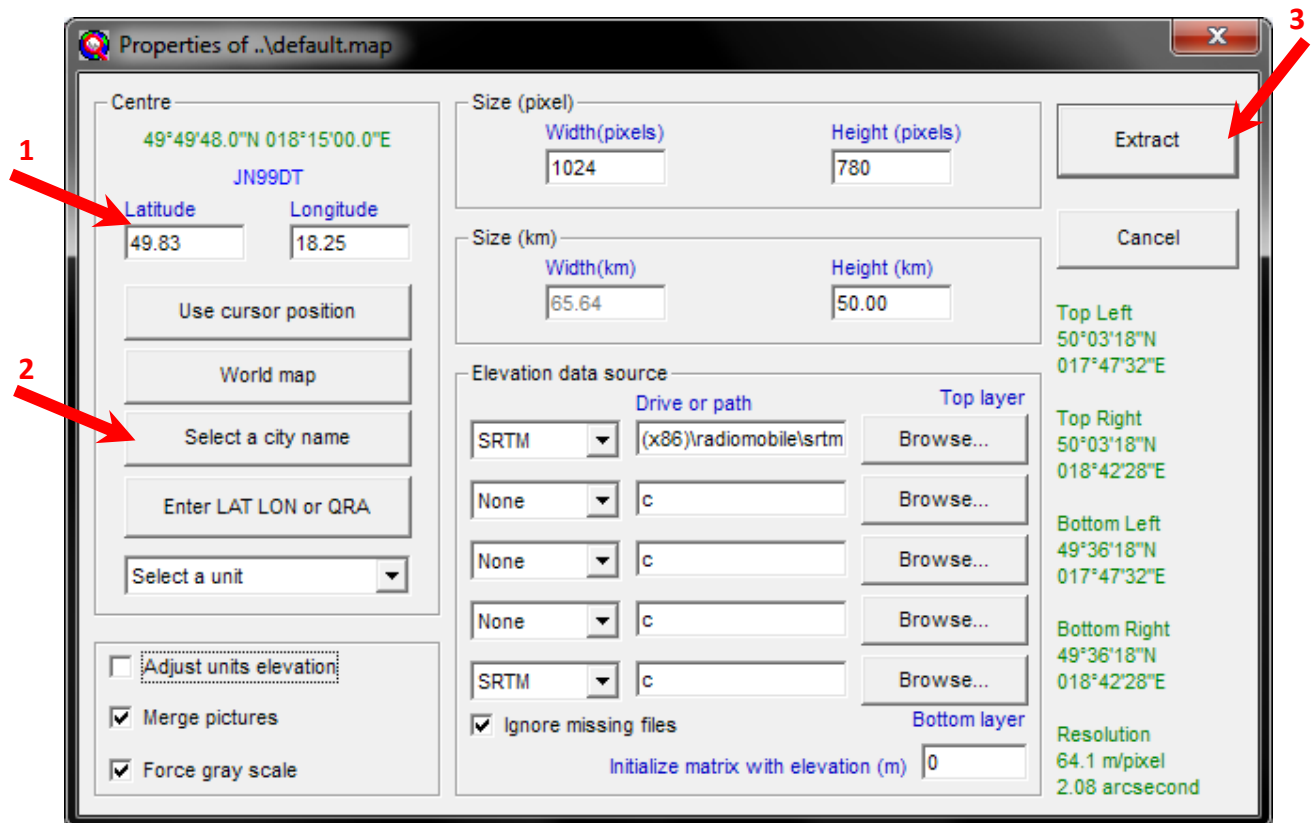 3
Properties of ..\default.map
Centre
49°49'48.0"N 018°15'00.0"E
1
JN99DT
Latitude Longitude
49.83 18.25
Use cursor position
World map
2
Select a city name
Enter LAT LON or QRA
Select a unit
Adjust units elevation
Merge pictures
Force gray scale
Size (pixel)
Width(pixels) Height (pixels)
1024 780
Size (km)
Width(km) Height (km)
65.64 50.00
Elevation data source
Drive or path Top layer
SRTM (x86)\radiomobile\srtm Browse...
None c Browse...
None c Browse...
None c Browse...
SRTM c Browse...
Ignore missing files Bottom layer
Initialize matrix with elevation (m) 0
Extract
Cancel
Top Left
50°03'18"N
017°47'32"E
Top Right
50°03'18"N
018°42'28"E
Bottom Left
49°36'18"N
017°47'32"E
Bottom Right
49°36'18"N
018°42'28"E
Resolution
64.1 m/pixel
2.08 arcsecond